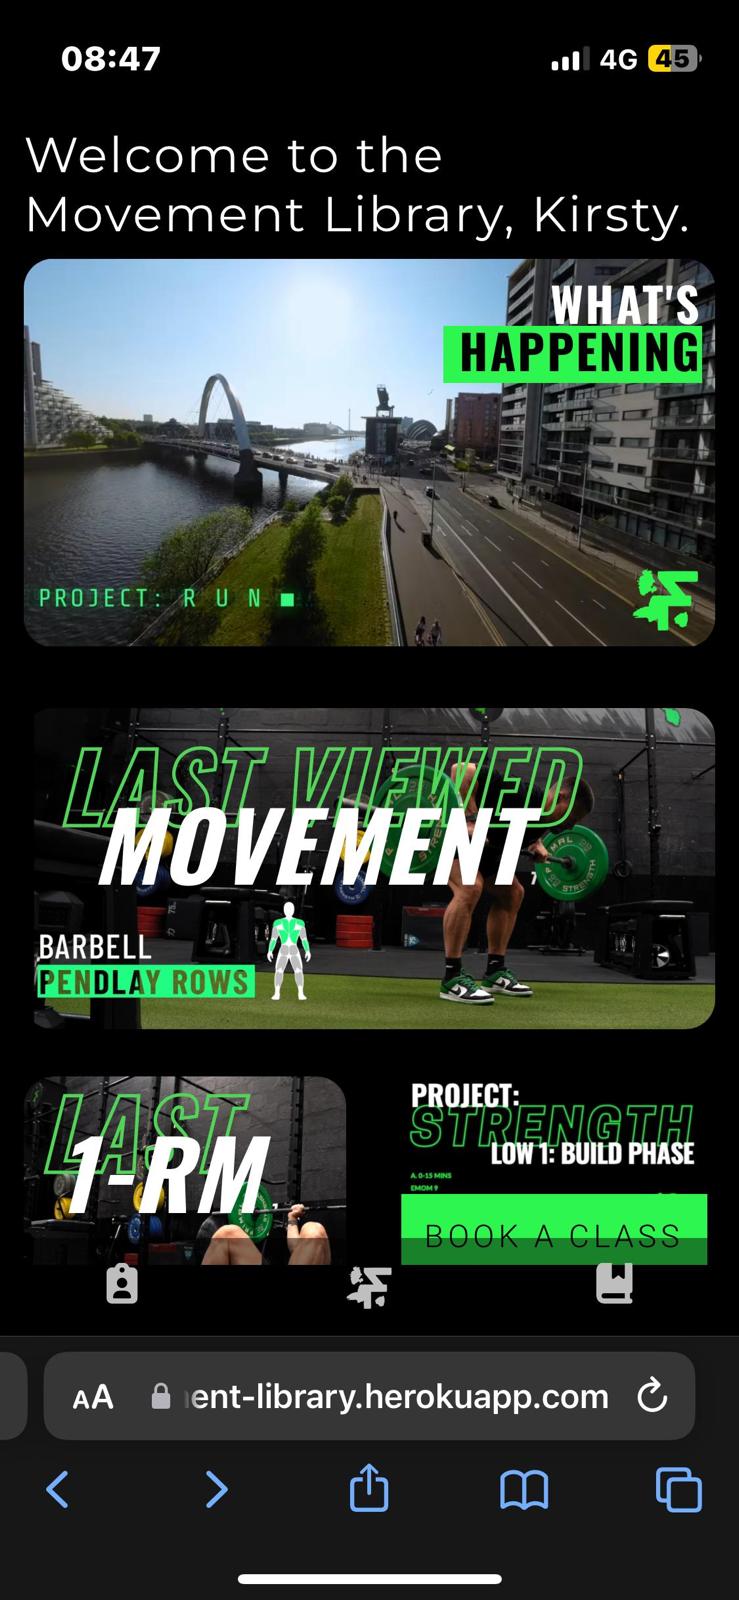 08:47
4G 45
Welcome to the
Movement Library, Kirsty.
WHAT'S
HAPPENING
PROJECT: R U N
LAST VIEWED
MOVEMENT
BARBELL
PENDLAY ROWS
LAST
1-RM
PROJECT:
STRENGTH
LOW 1: BUILD PHASE
A. 0-15 MINS
BOOK A CLASS
AA ent-library.herokuapp.com